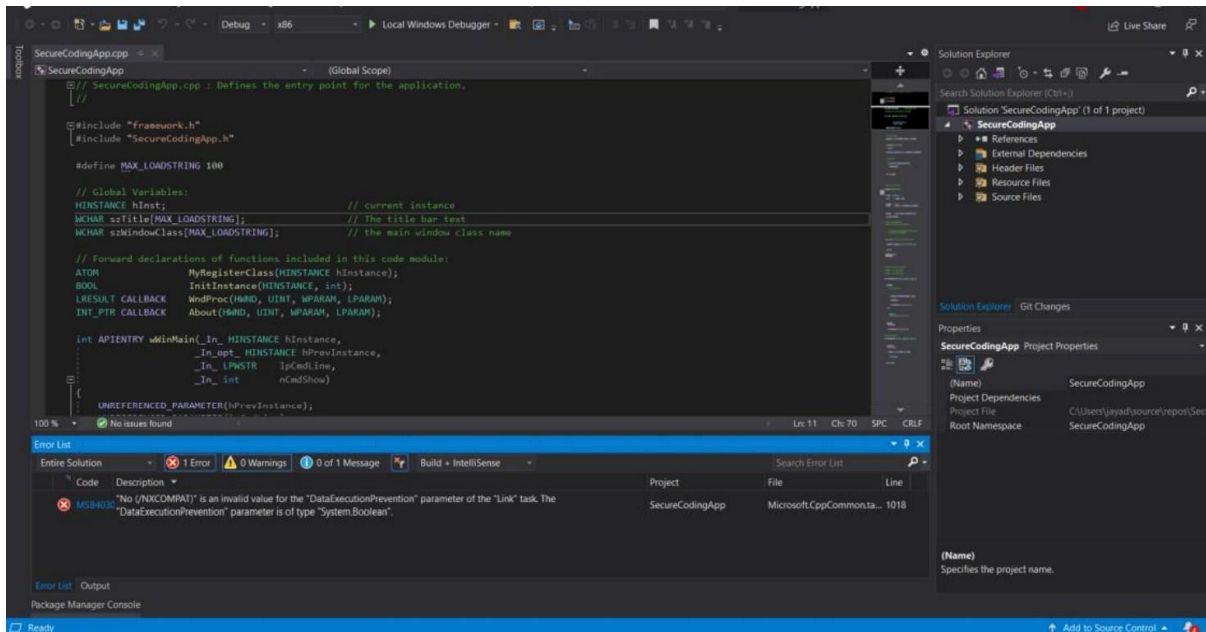 Debug
x86
Local Windows Debugger
Live Share
Toolbox
SecureCodingApp.cpp
SecureCodingApp
(Global Scope)
// SecureCodingApp.cpp : Defines the entry point for the application.
//
#include "framework.h"
#include "SecureCodingApp.h"
#define MAX_LOADSTRING 100
// Global Variables:
HINSTANCE hInst; // current instance
WCHAR szTitle[MAX_LOADSTRING]; // The title bar text
WCHAR szWindowClass[MAX_LOADSTRING]; // the main window class name
// Forward declarations of functions included in this code module:
ATOM MyRegisterClass(HINSTANCE hInstance);
BOOL InitInstance(HINSTANCE, int);
LRESULT CALLBACK WndProc(HWND, UINT, WPARAM, LPARAM);
INT_PTR CALLBACK About(HWND, UINT, WPARAM, LPARAM);
int APIENTRY wWinMain(_In_ HINSTANCE hInstance,
_In_opt_ HINSTANCE hPrevInstance,
_In_ LPWSTR lpCmdLine,
_In_ int nCmdShow)
{
UNREFERENCED_PARAMETER(hPrevInstance);
100 %
No issues found
Ln: 11 Ch: 70 SPC CRLF
Error List
Entire Solution
1 Error
0 Warnings
0 of 1 Message
Build + IntelliSense
Search Error List
Code Description Project File Line
"No (/NXCOMPAT)" is an invalid value for the "DataExecutionPrevention" parameter of the "Link" task. The
"DataExecutionPrevention" parameter is of type "System.Boolean".
SecureCodingApp
Microsoft.CppCommon.ta...
1018
Error List Output
Package Manager Console
Ready
Solution Explorer
Search Solution Explorer (Ctrl+;)
Solution 'SecureCodingApp' (1 of 1 project)
SecureCodingApp
References
External Dependencies
Header Files
Resource Files
Source Files
Solution Explorer Git Changes
Properties
SecureCodingApp Project Properties
(Name) SecureCodingApp
Project Dependencies
Project File C:\Users\jayad\source\repos\Sec
Root Namespace SecureCodingApp
(Name)
Specifies the project name.
Add to Source Control